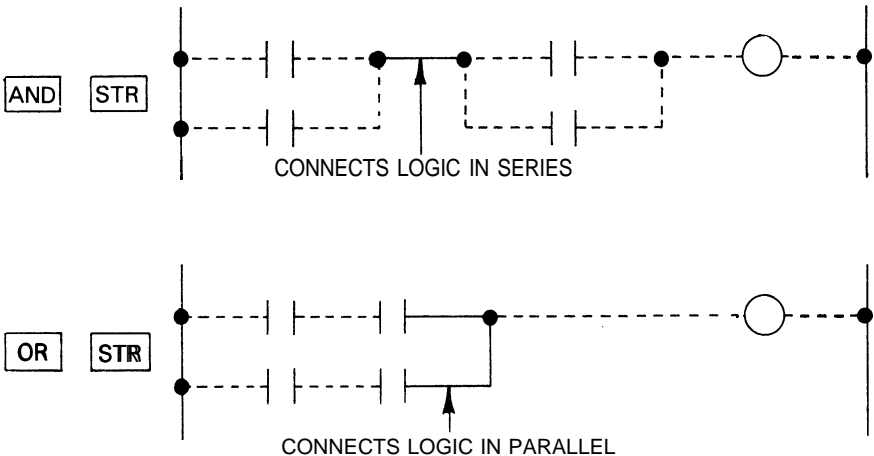 AND STR
CONNECTS LOGIC IN SERIES
OR STR
CONNECTS LOGIC IN PARALLEL